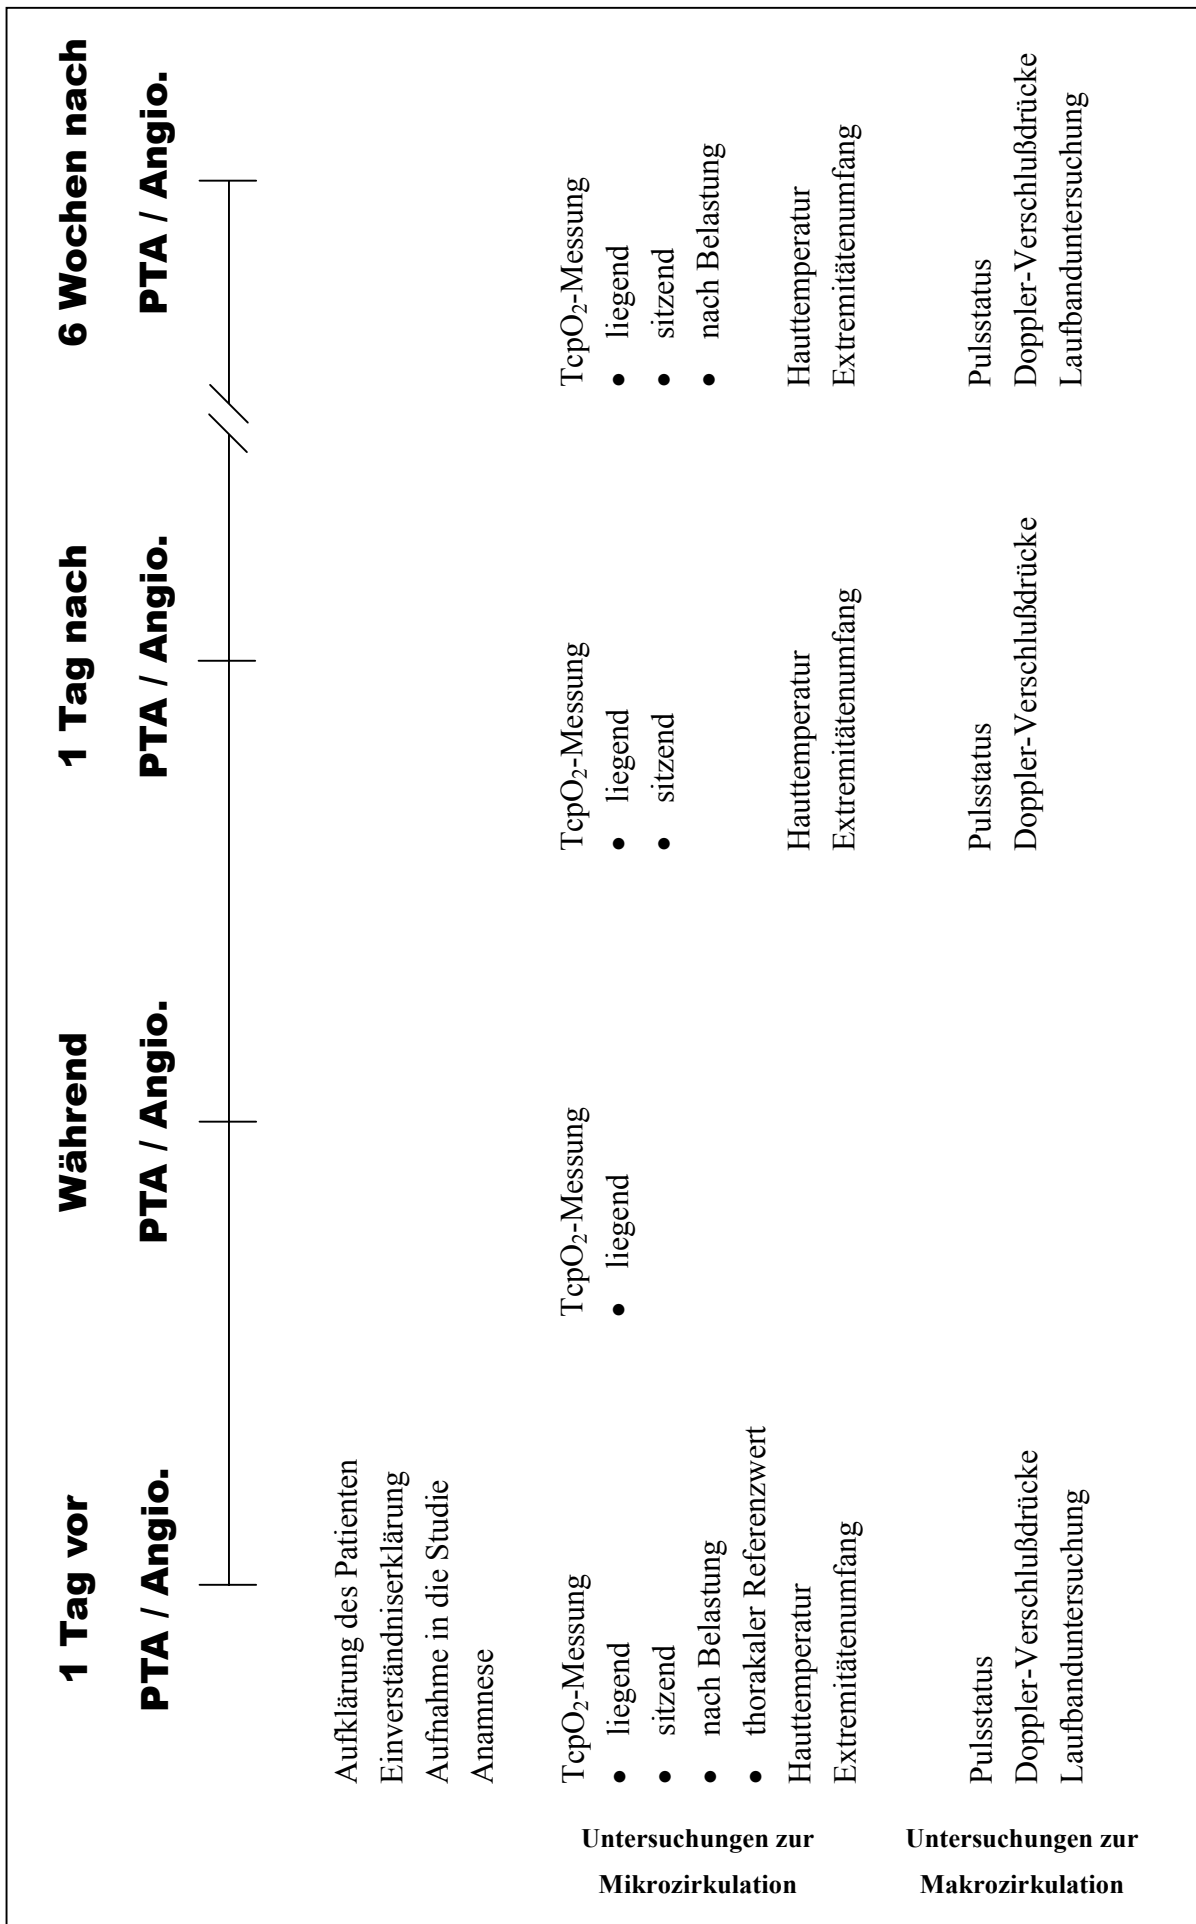 1 Tag vor
PTA / Angio.
Während
PTA / Angio.
1 Tag nach
PTA / Angio.
6 Wochen nach
PTA / Angio.
Aufklärung des Patienten
Einverständniserklärung
Aufnahme in die Studie
Anamnese
Untersuchungen zur
Mikrozirkulation
TcpO₂-Messung
• liegend
• sitzend
• nach Belastung
• thorakaler Referenzwert
Hauttemperatur
Extremitätenumfang
TcpO₂-Messung
• liegend
TcpO₂-Messung
• liegend
• sitzend
Hauttemperatur
Extremitätenumfang
TcpO₂-Messung
• liegend
• sitzend
• nach Belastung
Hauttemperatur
Extremitätenumfang
Untersuchungen zur
Makrozirkulation
Pulsstatus
Doppler-Verschlußdrücke
Laufbanduntersuchung
Pulsstatus
Doppler-Verschlußdrücke
Pulsstatus
Doppler-Verschlußdrücke
Laufbanduntersuchung